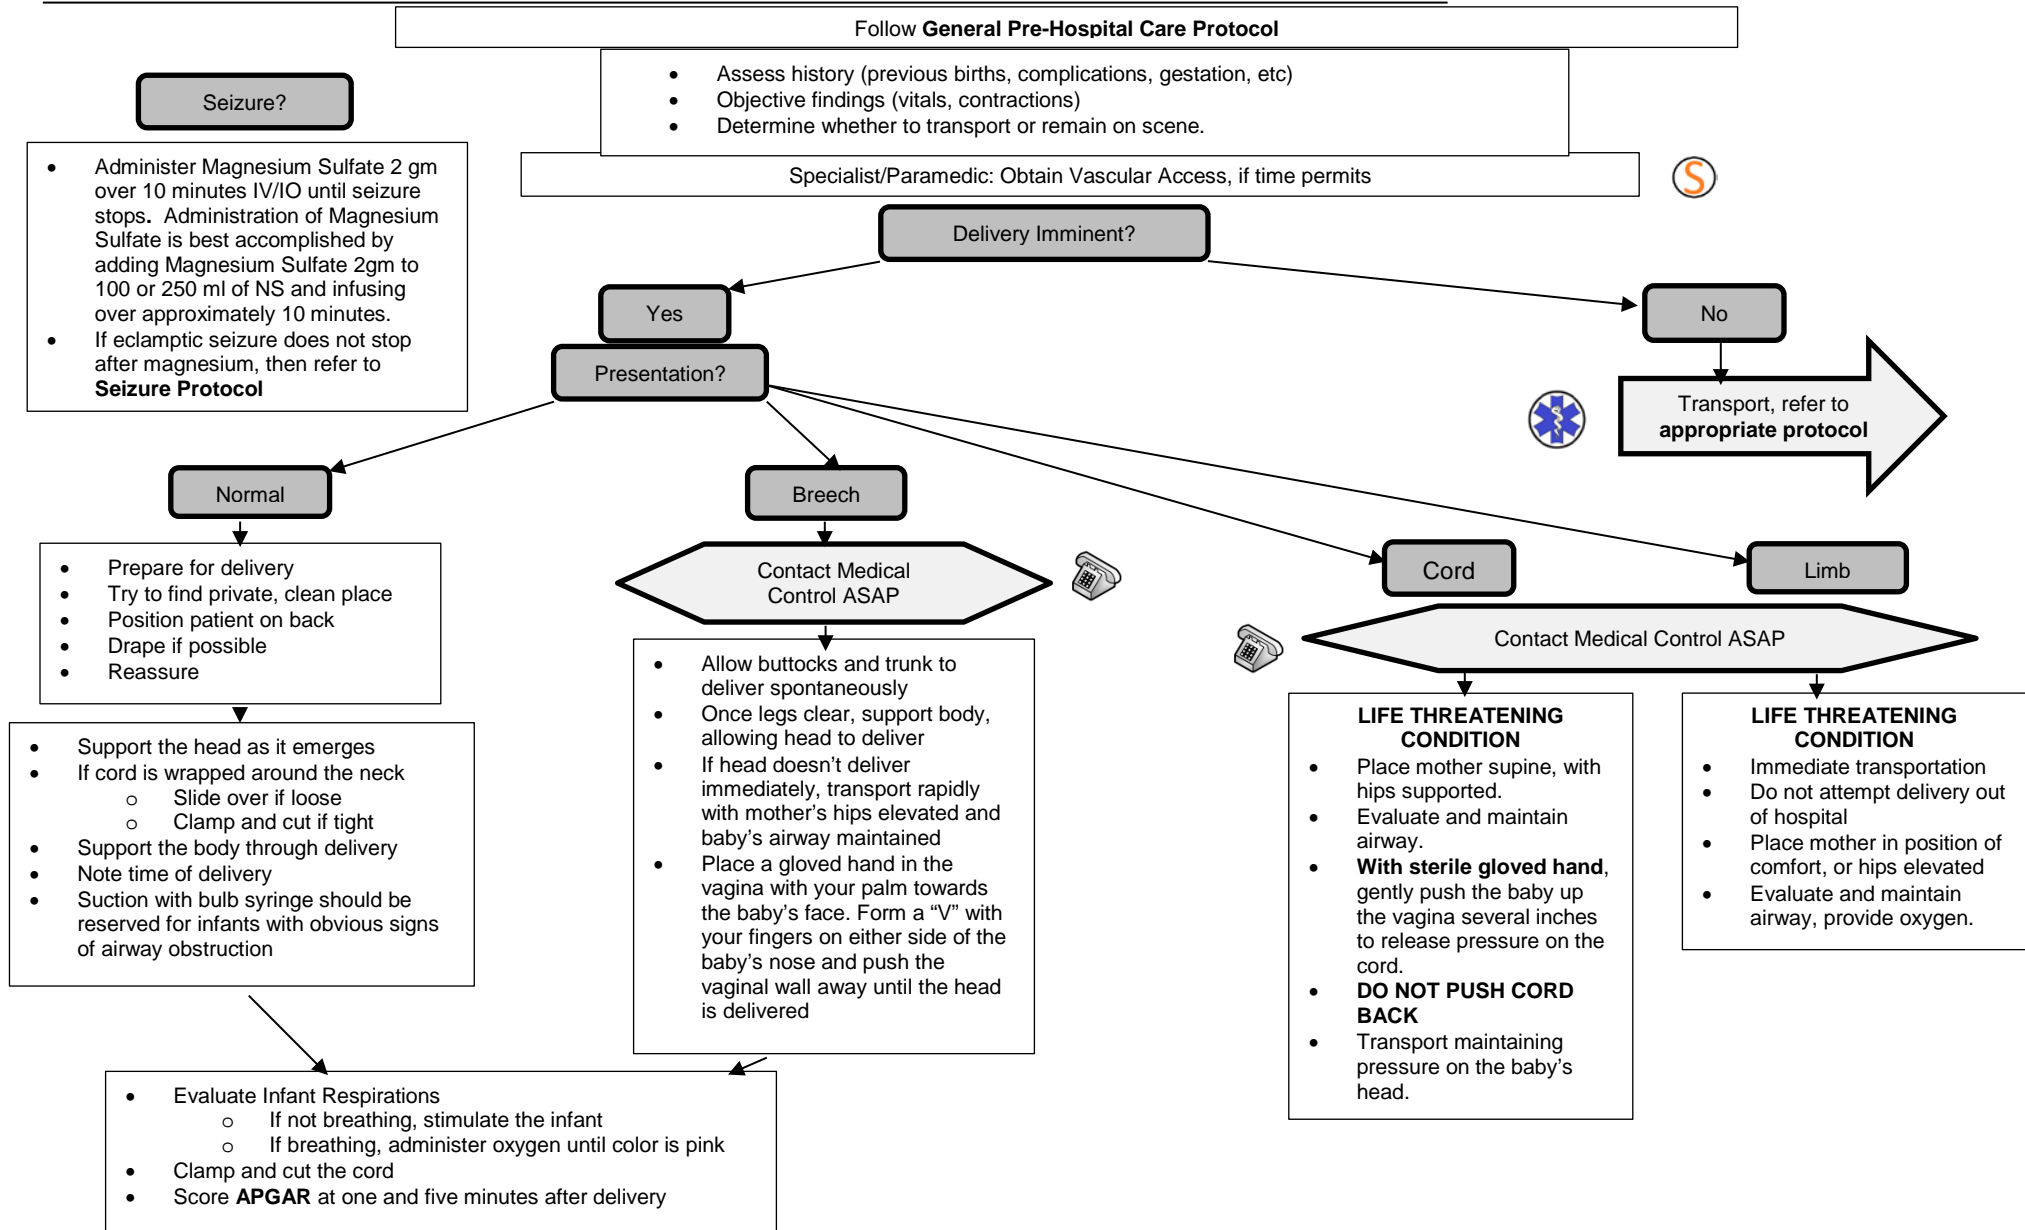 Follow General Pre-Hospital Care Protocol
• Assess history (previous births, complications, gestation, etc)
• Objective findings (vitals, contractions)
• Determine whether to transport or remain on scene.
Seizure?
• Administer Magnesium Sulfate 2 gm
over 10 minutes IV/IO until seizure
stops. Administration of Magnesium
Sulfate is best accomplished by
adding Magnesium Sulfate 2gm to
100 or 250 ml of NS and infusing
over approximately 10 minutes.
• If eclamptic seizure does not stop
after magnesium, then refer to
Seizure Protocol
Specialist/Paramedic: Obtain Vascular Access, if time permits
S
Delivery Imminent?
Yes
No
Presentation?
Transport, refer to
appropriate protocol
Normal
• Prepare for delivery
• Try to find private, clean place
• Position patient on back
• Drape if possible
• Reassure
• Support the head as it emerges
• If cord is wrapped around the neck
o Slide over if loose
o Clamp and cut if tight
• Support the body through delivery
• Note time of delivery
• Suction with bulb syringe should be
reserved for infants with obvious signs
of airway obstruction
Breech
Contact Medical
Control ASAP
• Allow buttocks and trunk to
deliver spontaneously
• Once legs clear, support body,
allowing head to deliver
• If head doesn’t deliver
immediately, transport rapidly
with mother’s hips elevated and
baby’s airway maintained
• Place a gloved hand in the
vagina with your palm towards
the baby’s face. Form a “V” with
your fingers on either side of the
baby’s nose and push the
vaginal wall away until the head
is delivered
Cord
Limb
Contact Medical Control ASAP
LIFE THREATENING
CONDITION
• Place mother supine, with
hips supported.
• Evaluate and maintain
airway.
• With sterile gloved hand,
gently push the baby up
the vagina several inches
to release pressure on the
cord.
• DO NOT PUSH CORD
BACK
• Transport maintaining
pressure on the baby’s
head.
LIFE THREATENING
CONDITION
• Immediate transportation
• Do not attempt delivery out
of hospital
• Place mother in position of
comfort, or hips elevated
• Evaluate and maintain
airway, provide oxygen.
• Evaluate Infant Respirations
o If not breathing, stimulate the infant
o If breathing, administer oxygen until color is pink
• Clamp and cut the cord
• Score APGAR at one and five minutes after delivery